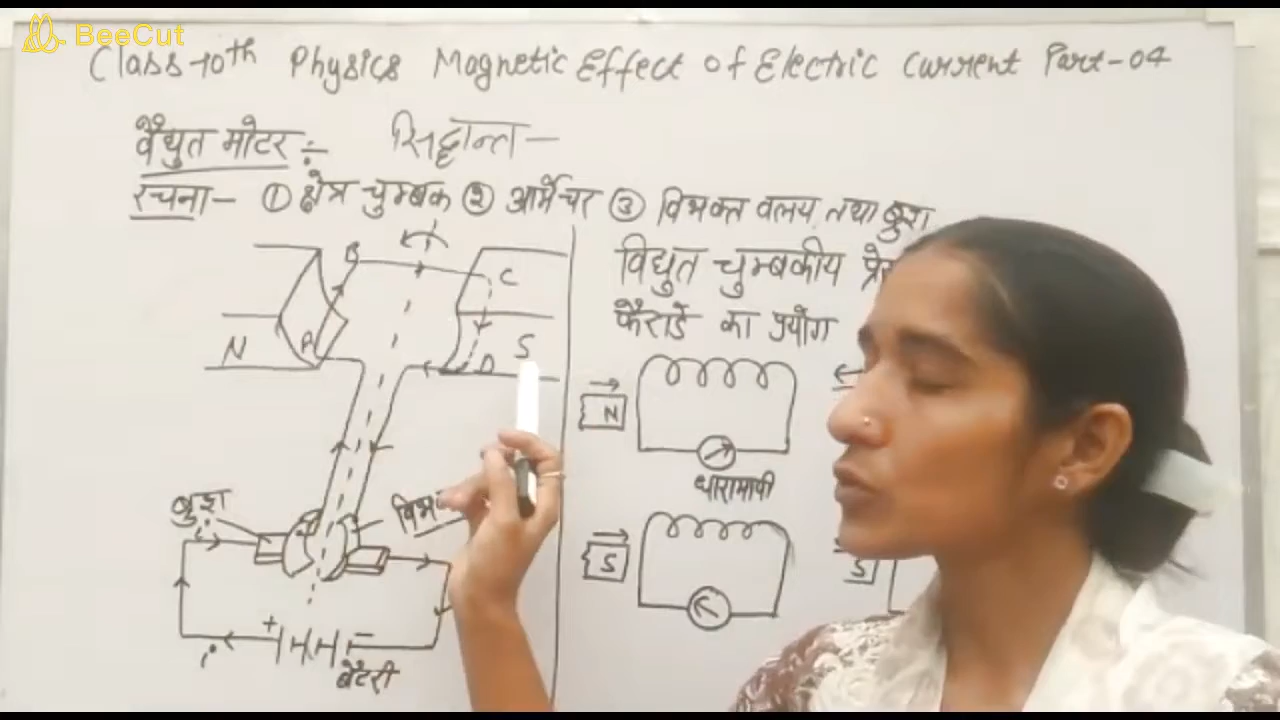 BeeCut
Class-10th Physics Magnetic Effect of Electric Current Part-04
वैद्युत मोटर ÷ सिद्धान्त—
रचना— ① क्षेत्र चुम्बक ② आर्मेचर ③ विभक्त वलय तथा ब्रुश
विद्युत चुम्बकीय
फैराडे का प्रयोग
B
C
N
A
S
D
N
धारामापी
ब्रुश
i
S
S
+ −
i
बैटरी